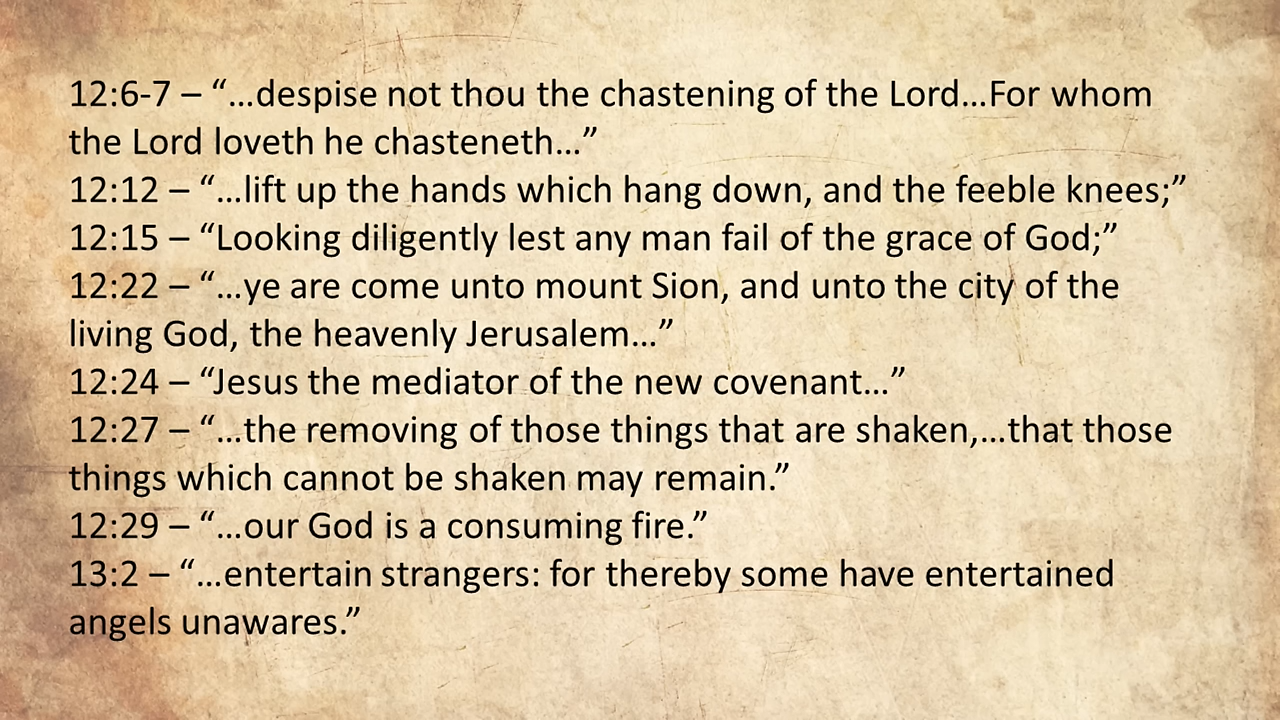 12:6-7 – “…despise not thou the chastening of the Lord…For whom
the Lord loveth he chasteneth…”
12:12 – “…lift up the hands which hang down, and the feeble knees;”
12:15 – “Looking diligently lest any man fail of the grace of God;”
12:22 – “…ye are come unto mount Sion, and unto the city of the
living God, the heavenly Jerusalem…”
12:24 – “Jesus the mediator of the new covenant…”
12:27 – “…the removing of those things that are shaken,…that those
things which cannot be shaken may remain.”
12:29 – “…our God is a consuming fire.”
13:2 – “…entertain strangers: for thereby some have entertained
angels unawares.”